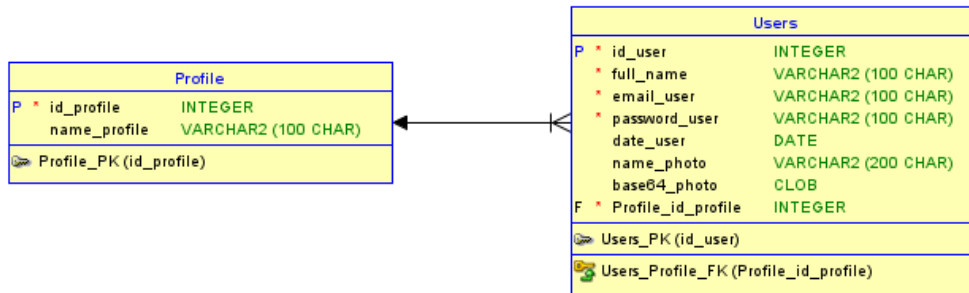 Profile
P * id_profile INTEGER
name_profile VARCHAR2 (100 CHAR)
Profile_PK (id_profile)
Users
P * id_user INTEGER
* full_name VARCHAR2 (100 CHAR)
* email_user VARCHAR2 (100 CHAR)
* password_user VARCHAR2 (100 CHAR)
date_user DATE
name_photo VARCHAR2 (200 CHAR)
base64_photo CLOB
F * Profile_id_profile INTEGER
Users_PK (id_user)
Users_Profile_FK (Profile_id_profile)